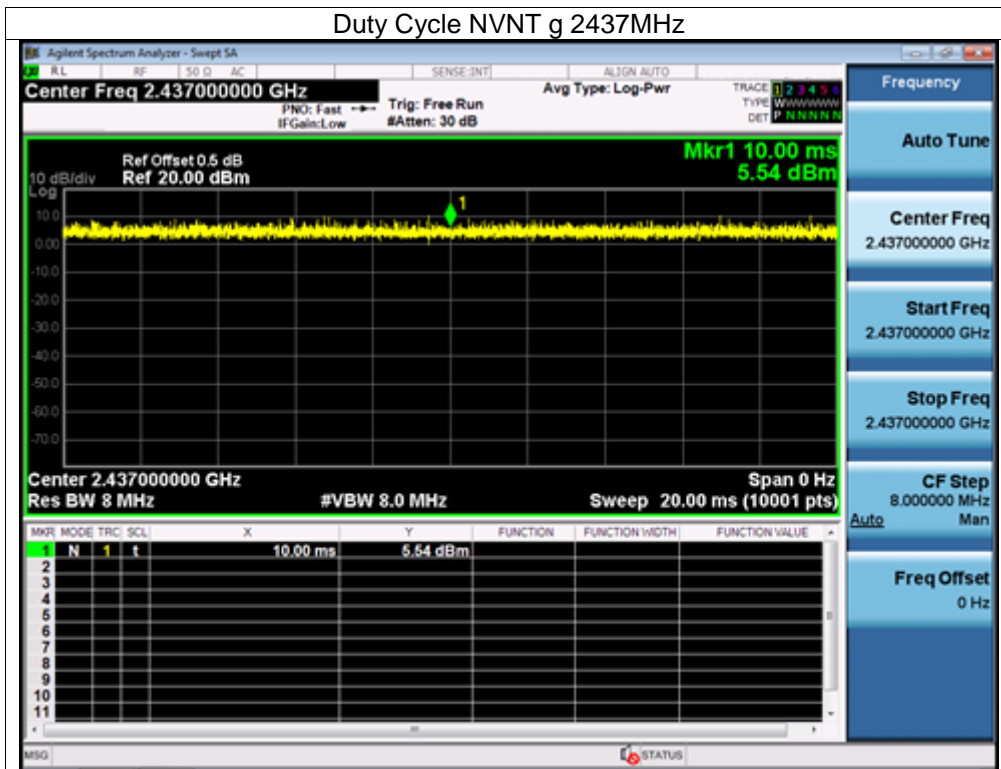 Duty Cycle NVNT g 2437MHz
Agilent Spectrum Analyzer - Swept SA
RL RF 50 Ω AC SENSE:INT ALIGN AUTO
Center Freq 2.437000000 GHz
PNO: Fast
IFGain:Low
Trig: Free Run
#Atten: 30 dB
Avg Type: Log-Pwr
TRACE 1 2 3 4 5 6
TYPE WWWWWW
DET P N N N N N
Mkr1 10.00 ms
5.54 dBm
Ref Offset 0.5 dB
10 dB/div Ref 20.00 dBm
Log
1
10.0
0.00
-10.0
-20.0
-30.0
-40.0
-50.0
-60.0
-70.0
Center 2.437000000 GHz Span 0 Hz
Res BW 8 MHz #VBW 8.0 MHz Sweep 20.00 ms (10001 pts)
MKR MODE TRC SCL X Y FUNCTION FUNCTION WIDTH FUNCTION VALUE
1 N 1 t 10.00 ms 5.54 dBm
2
3
4
5
6
7
8
9
10
11
MSG STATUS
Frequency
Auto Tune
Center Freq
2.437000000 GHz
Start Freq
2.437000000 GHz
Stop Freq
2.437000000 GHz
CF Step
8.000000 MHz
Auto Man
Freq Offset
0 Hz